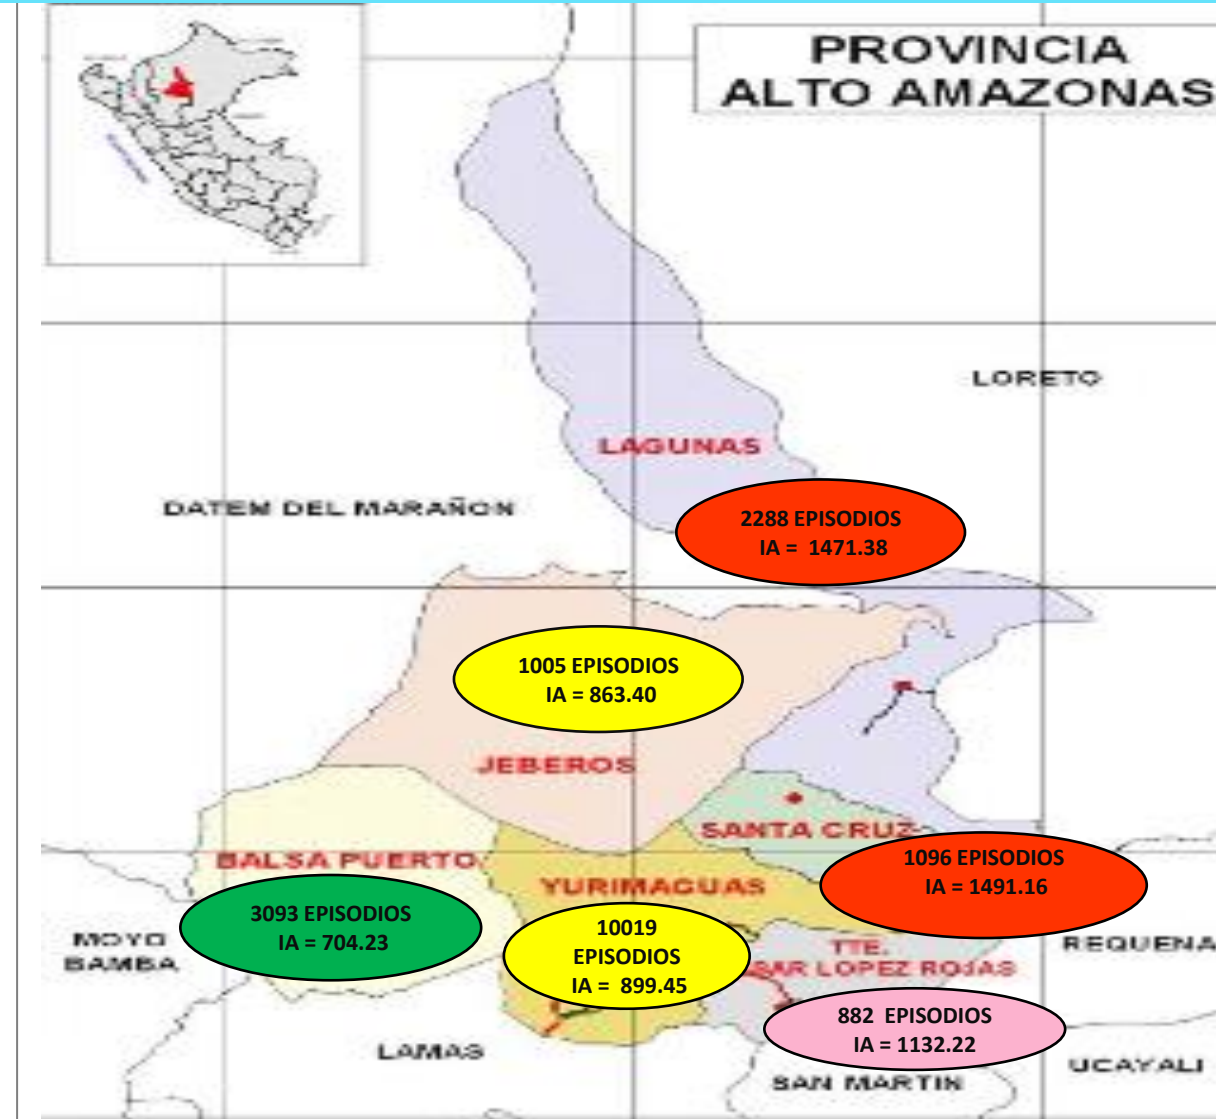 PROVINCIA
ALTO AMAZONAS
LORETO
LAGUNAS
DATEM DEL MARAÑON
2288 EPISODIOS
IA = 1471.38
1005 EPISODIOS
IA = 863.40
JEBEROS
SANTA CRUZ
BALSA PUERTO
1096 EPISODIOS
IA = 1491.16
YURIMAGUAS
3093 EPISODIOS
IA = 704.23
10019
EPISODIOS
IA = 899.45
MOYO
BAMBA
TTE.
SAR LOPEZ ROJAS
REQUENA
882 EPISODIOS
IA = 1132.22
LAMAS
UCAYALI
SAN MARTIN